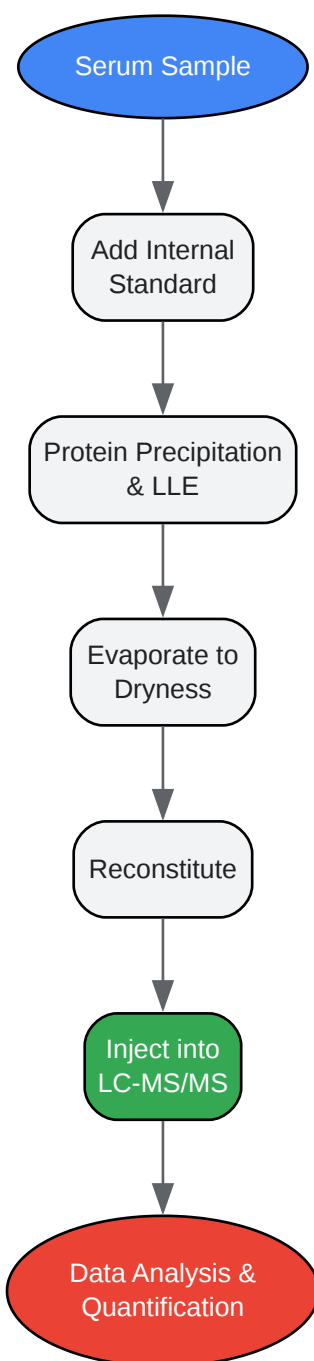 Serum Sample
Add Internal
Standard
Protein Precipitation
& LLE
Evaporate to
Dryness
Reconstitute
Inject into
LC-MS/MS
Data Analysis &
Quantification